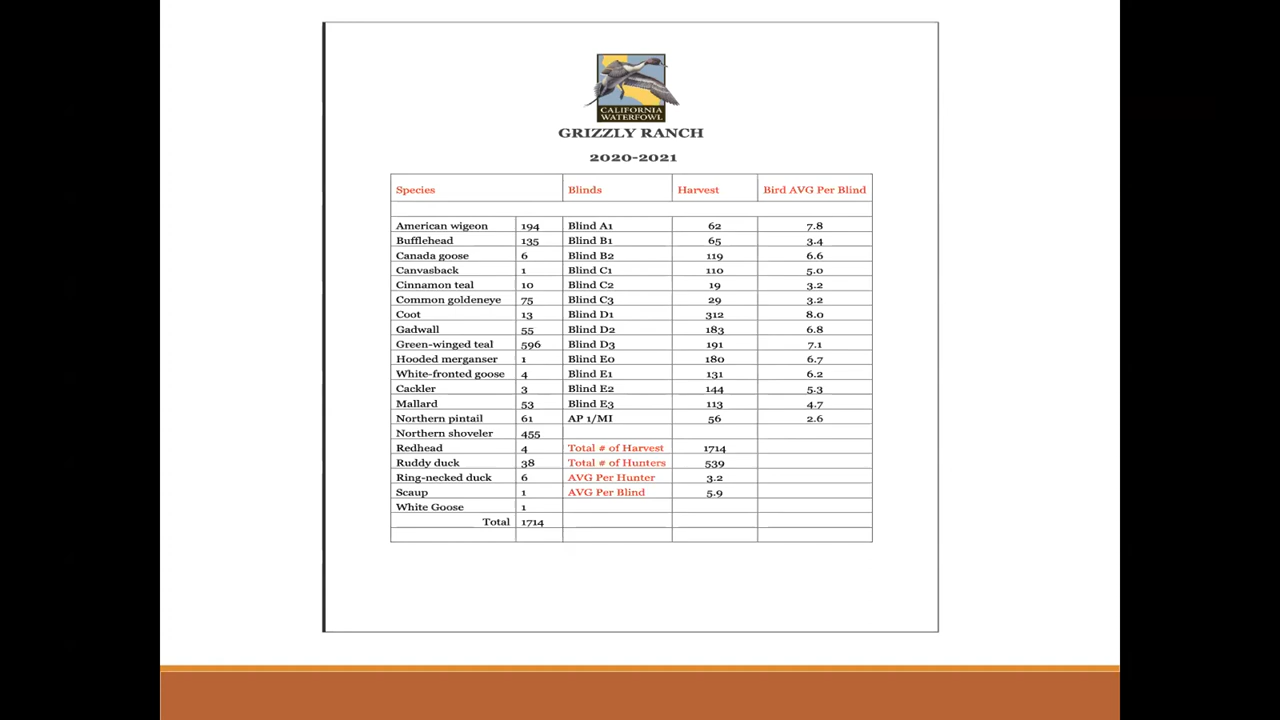 CALIFORNIA
WATERFOWL
GRIZZLY RANCH
2020-2021
Species Blinds Harvest Bird AVG Per Blind
American wigeon 194 Blind A1 62 7.8
Bufflehead 135 Blind B1 65 3.4
Canada goose 6 Blind B2 119 6.6
Canvasback 1 Blind C1 110 5.0
Cinnamon teal 10 Blind C2 19 3.2
Common goldeneye 75 Blind C3 29 3.2
Coot 13 Blind D1 312 8.0
Gadwall 55 Blind D2 183 6.8
Green-winged teal 596 Blind D3 191 7.1
Hooded merganser 1 Blind E0 180 6.7
White-fronted goose 4 Blind E1 131 6.2
Cackler 3 Blind E2 144 5.3
Mallard 53 Blind E3 113 4.7
Northern pintail 61 AP 1/MI 56 2.6
Northern shoveler 455
Redhead 4 Total # of Harvest 1714
Ruddy duck 38 Total # of Hunters 539
Ring-necked duck 6 AVG Per Hunter 3.2
Scaup 1 AVG Per Blind 5.9
White Goose 1
Total 1714